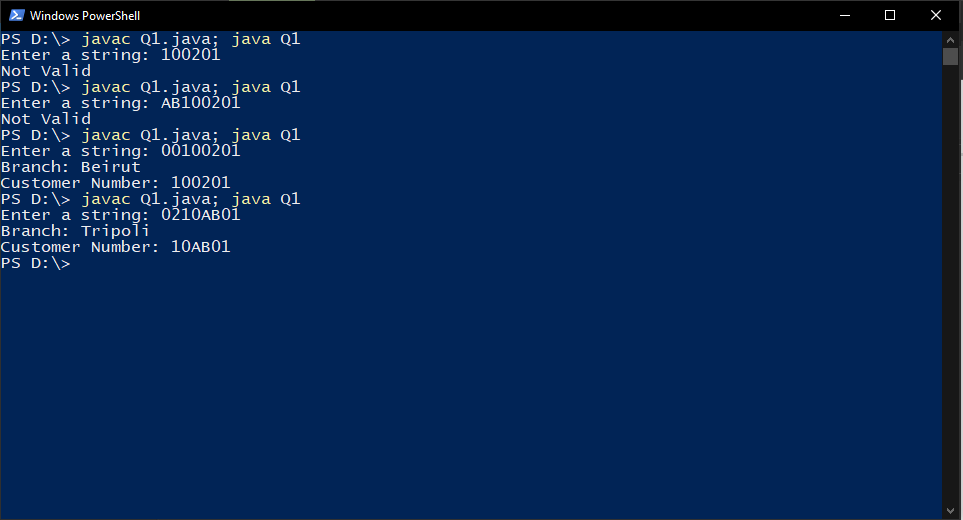 Windows PowerShell
PS D:\> javac Q1.java; java Q1
Enter a string: 100201
Not Valid
PS D:\> javac Q1.java; java Q1
Enter a string: AB100201
Not Valid
PS D:\> javac Q1.java; java Q1
Enter a string: 00100201
Branch: Beirut
Customer Number: 100201
PS D:\> javac Q1.java; java Q1
Enter a string: 0210AB01
Branch: Tripoli
Customer Number: 10AB01
PS D:\>